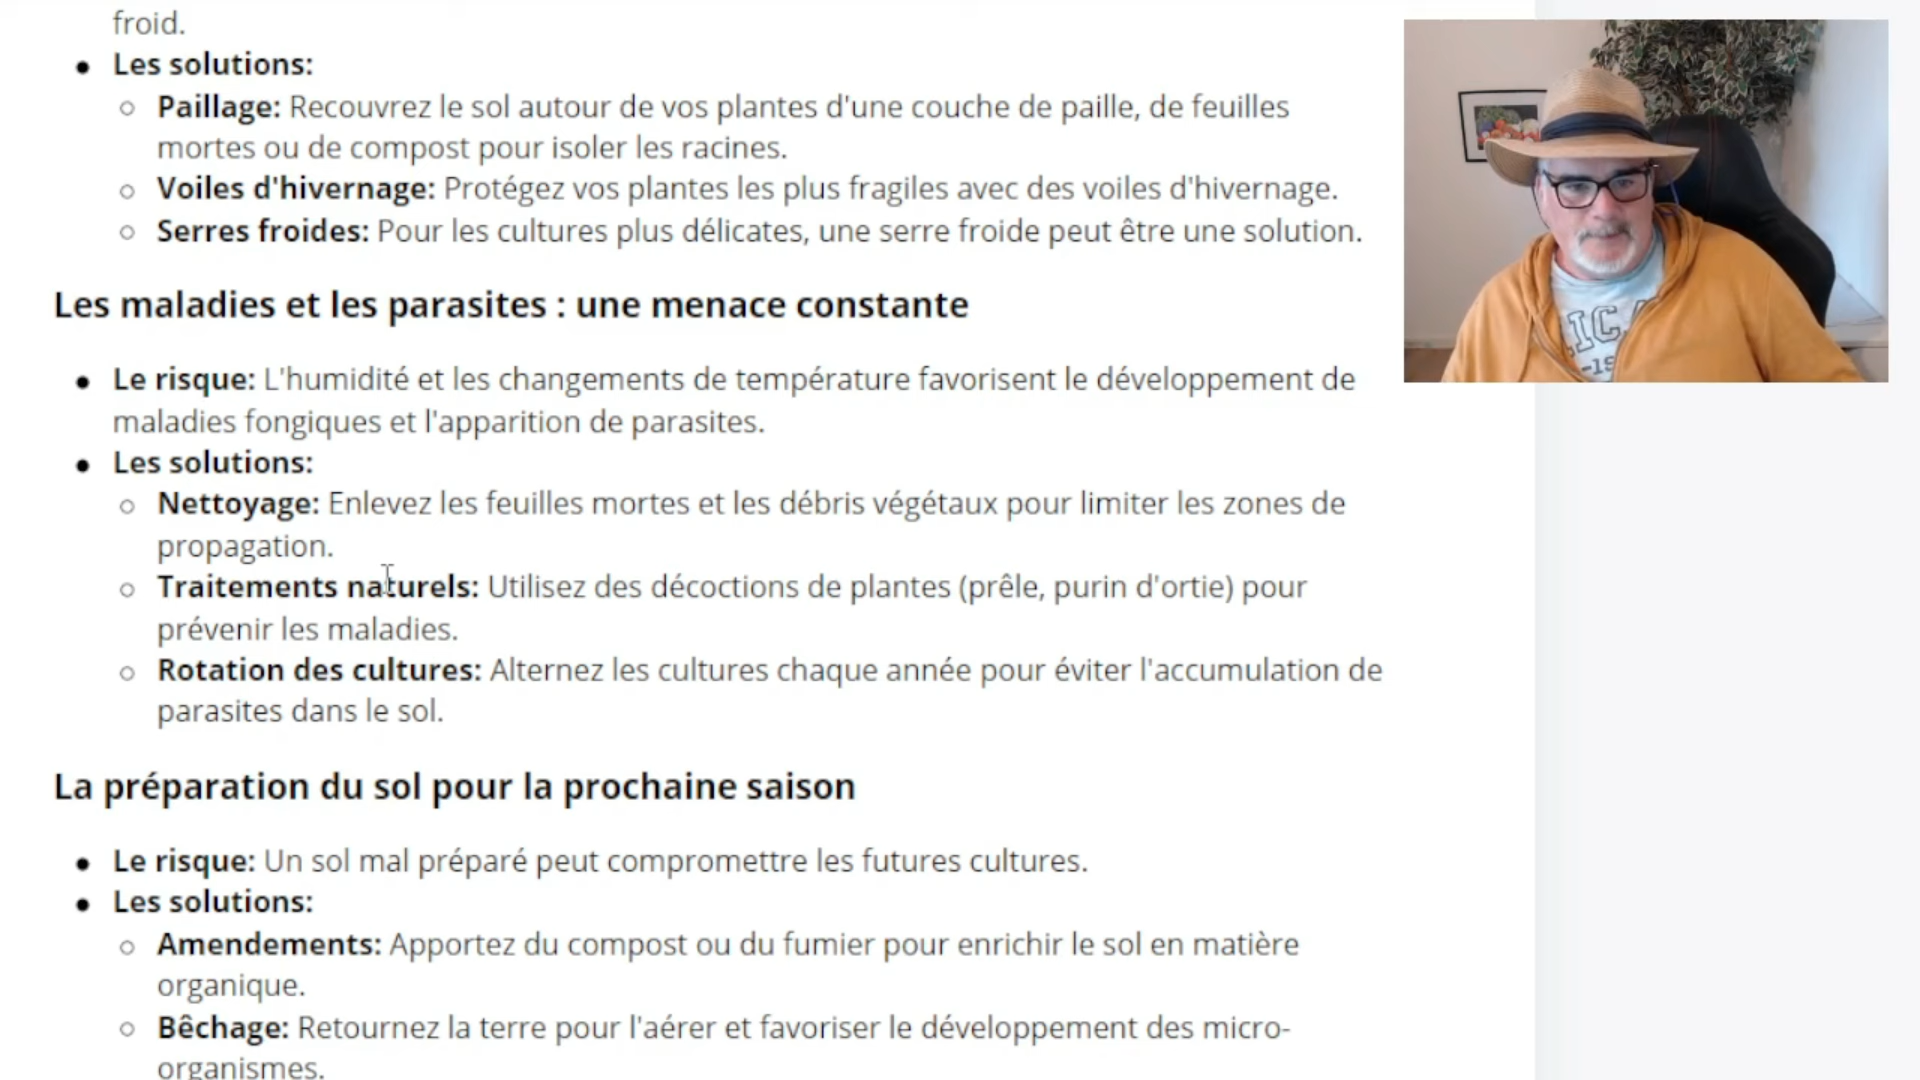 froid.
Les solutions:
Paillage: Recouvrez le sol autour de vos plantes d'une couche de paille, de feuilles
mortes ou de compost pour isoler les racines.
Voiles d'hivernage: Protégez vos plantes les plus fragiles avec des voiles d'hivernage.
Serres froides: Pour les cultures plus délicates, une serre froide peut être une solution.
Les maladies et les parasites : une menace constante
Le risque: L'humidité et les changements de température favorisent le développement de
maladies fongiques et l'apparition de parasites.
Les solutions:
Nettoyage: Enlevez les feuilles mortes et les débris végétaux pour limiter les zones de
propagation.
Traitements naturels: Utilisez des décoctions de plantes (prêle, purin d'ortie) pour
prévenir les maladies.
Rotation des cultures: Alternez les cultures chaque année pour éviter l'accumulation de
parasites dans le sol.
La préparation du sol pour la prochaine saison
Le risque: Un sol mal préparé peut compromettre les futures cultures.
Les solutions:
Amendements: Apportez du compost ou du fumier pour enrichir le sol en matière
organique.
Bêchage: Retournez la terre pour l'aérer et favoriser le développement des micro-
organismes.